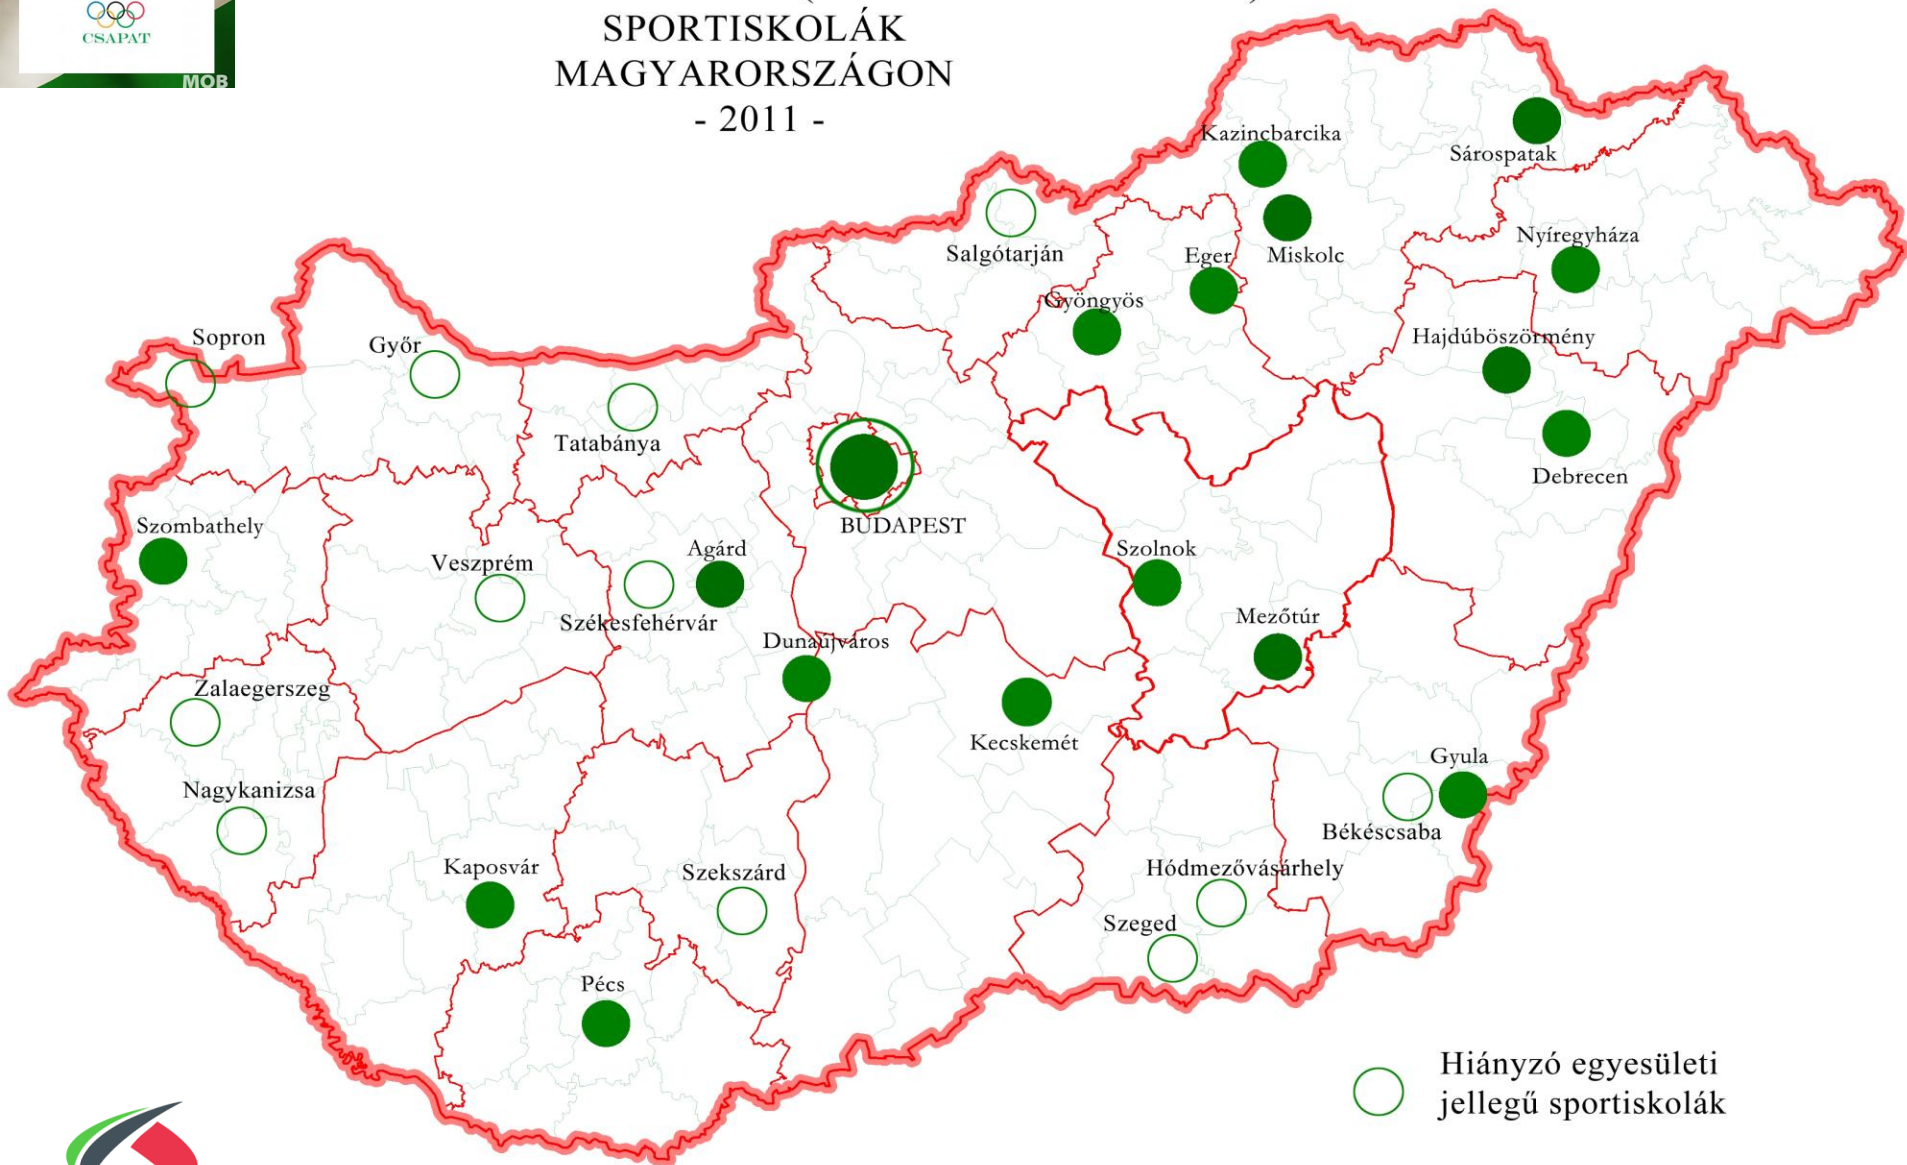 CSAPAT
MOB
SPORTISKOLÁK
MAGYARORSZÁGON
- 2011 -
Kazincbarcika
Sárospatak
Salgótarján
Eger
Miskolc
Nyíregyháza
Gyöngyös
Sopron
Győr
Hajdúböszörmény
Tatabánya
Debrecen
BUDAPEST
Szombathely
Veszprém
Agárd
Szolnok
Székesfehérvár
Mezőtúr
Dunaújváros
Zalaegerszeg
Kecskemét
Gyula
Nagykanizsa
Békéscsaba
Kaposvár
Szekszárd
Hódmezővásárhely
Szeged
Pécs
Hiányzó egyesületi
jellegű sportiskolák